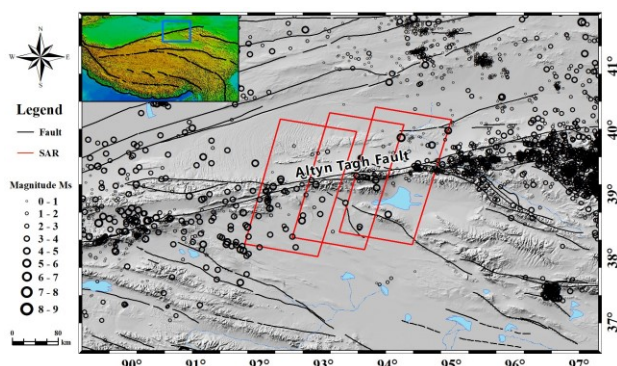 N
W E
S
Legend
Fault
SAR
Magnitude Ms
0 - 1
1 - 2
2 - 3
3 - 4
4 - 5
5 - 6
6 - 7
7 - 8
8 - 9
0 80
km
Altyn Tagh Fault
41°
40°
39°
38°
37°
90° 91° 92° 93° 94° 95° 96° 97°